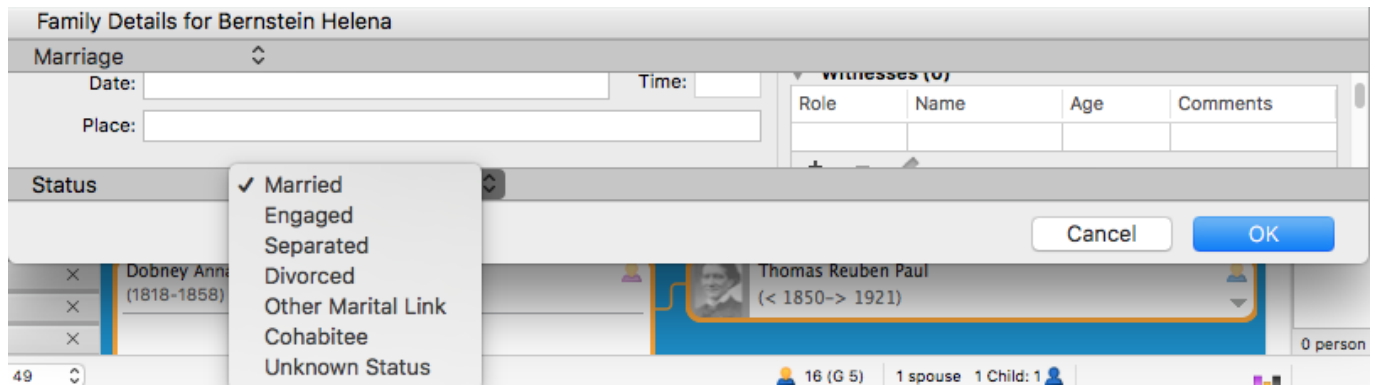 Family Details for Bernstein Helena
Marriage
Date:
Time:
Witnesses (0)
Role Name Age Comments
Place:
Status
✓ Married
Engaged
Separated
Divorced
Other Marital Link
Cohabitee
Unknown Status
Cancel
OK
Dobney Anna
(1818-1858)
Thomas Reuben Paul
(< 1850-> 1921)
0 person
49
16 (G 5)
1 spouse 1 Child: 1